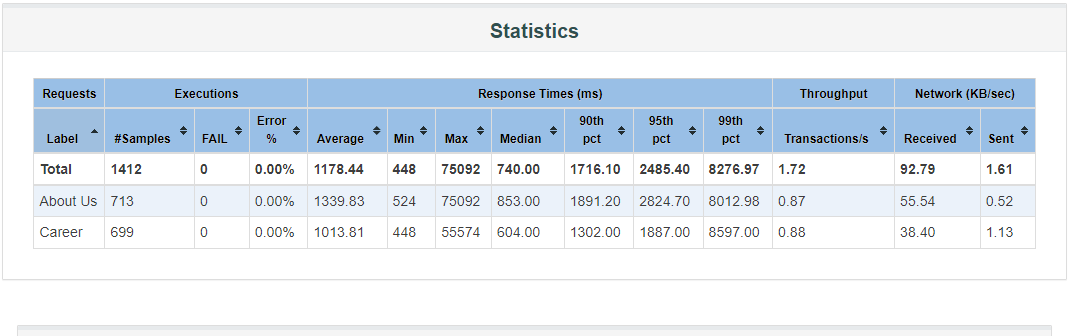 Statistics
Requests Executions Response Times (ms) Throughput Network (KB/sec)
Label #Samples FAIL Error % Average Min Max Median 90th pct 95th pct 99th pct Transactions/s Received Sent
Total 1412 0 0.00% 1178.44 448 75092 740.00 1716.10 2485.40 8276.97 1.72 92.79 1.61
About Us 713 0 0.00% 1339.83 524 75092 853.00 1891.20 2824.70 8012.98 0.87 55.54 0.52
Career 699 0 0.00% 1013.81 448 55574 604.00 1302.00 1887.00 8597.00 0.88 38.40 1.13